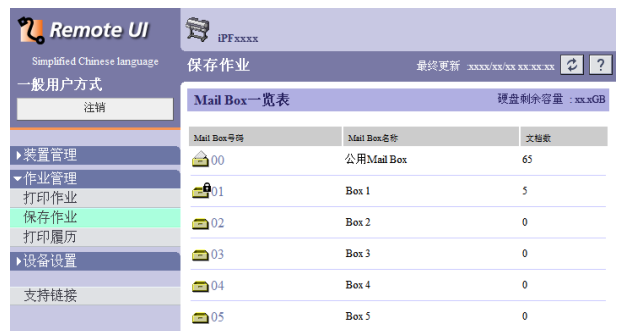 Remote UI
iPFxxxx
Simplified Chinese language
一般用户方式
注销
保存作业
最终更新 :xxxx/xx/xx xx:xx:xx
?
Mail Box一览表
硬盘剩余容量 : xx.xGB
Mail Box号码 Mail Box名称 文档数
00 公用Mail Box 65
01 Box 1 5
02 Box 2 0
03 Box 3 0
04 Box 4 0
05 Box 5 0
装置管理
作业管理
打印作业
保存作业
打印履历
设备设置
支持链接